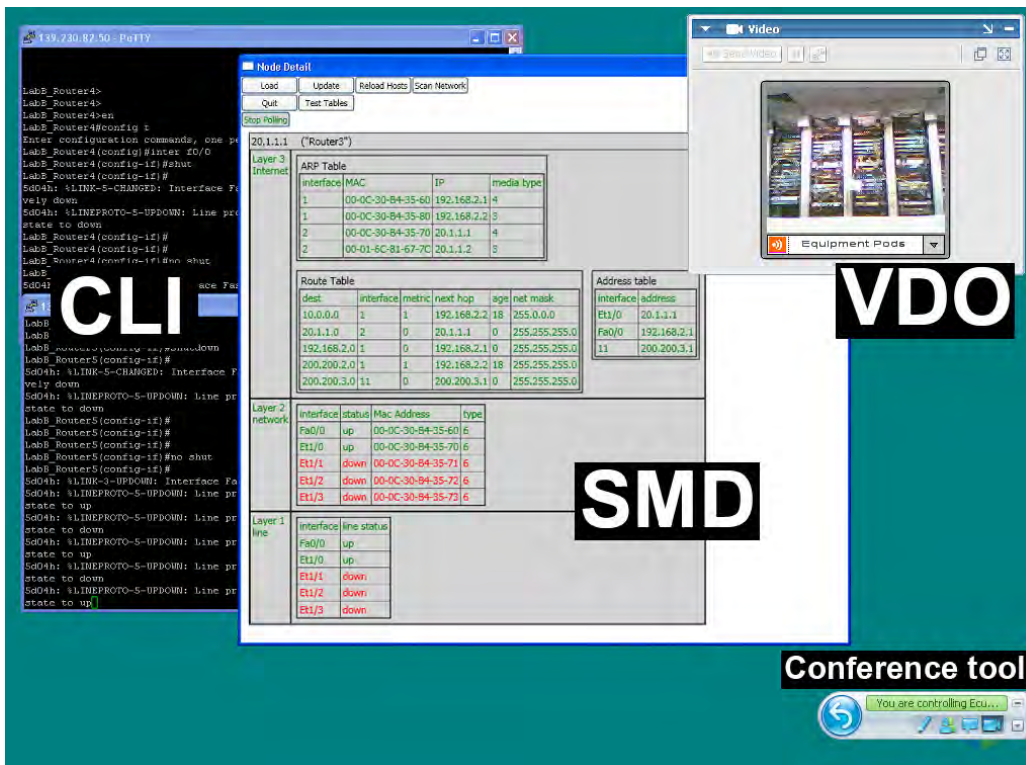 139.230.82.50 - PuTTY
LabB_Router4>
LabB_Router4>
LabB_Router4>en
LabB_Router4#config t
Enter configuration commands, one pe
LabB_Router4(config)#inter f0/0
LabB_Router4(config-if)#shut
LabB_Router4(config-if)#
5d04h: %LINK-5-CHANGED: Interface Fa
vely down
5d04h: %LINEPROTO-5-UPDOWN: Line pro
state to down
LabB_Router4(config-if)#
LabB_Router4(config-if)#
LabB_Router4(config-if)#no shut
LabB
5d04 ace Fas
CLI
LabB
LabB
LabB_Router5(config-if)#shutdown
LabB_Router5(config-if)#
5d04h: %LINK-5-CHANGED: Interface F
vely down
5d04h: %LINEPROTO-5-UPDOWN: Line pr
state to down
LabB_Router5(config-if)#
LabB_Router5(config-if)#
LabB_Router5(config-if)#
LabB_Router5(config-if)#no shut
LabB_Router5(config-if)#
5d04h: %LINK-3-UPDOWN: Interface Fa
5d04h: %LINEPROTO-5-UPDOWN: Line pr
state to up
5d04h: %LINEPROTO-5-UPDOWN: Line pr
state to down
5d04h: %LINEPROTO-5-UPDOWN: Line pr
state to up
5d04h: %LINEPROTO-5-UPDOWN: Line pr
state to down
5d04h: %LINEPROTO-5-UPDOWN: Line pr
state to up
Node Detail
Load Update Reload Hosts Scan Network
Quit Test Tables
Stop Polling
20.1.1.1 ("Router3")
Layer 3
Internet
ARP Table
interface MAC IP media type
1 00-0C-30-84-35-60 192.168.2.1 4
1 00-0C-30-84-35-80 192.168.2.2 3
2 00-0C-30-84-35-70 20.1.1.1 4
2 00-01-6C-81-67-7C 20.1.1.2 3
Route Table
dest interface metric next hop age net mask
10.0.0.0 1 1 192.168.2.2 18 255.0.0.0
20.1.1.0 2 0 20.1.1.1 0 255.255.255.0
192.168.2.0 1 0 192.168.2.1 0 255.255.255.0
200.200.2.0 1 1 192.168.2.2 18 255.255.255.0
200.200.3.0 11 0 200.200.3.1 0 255.255.255.0
Address table
interface address
Et1/0 20.1.1.1
Fa0/0 192.168.2.1
11 200.200.3.1
Layer 2
network
interface status Mac Address type
Fa0/0 up 00-0C-30-84-35-60 6
Et1/0 up 00-0C-30-84-35-70 6
Et1/1 down 00-0C-30-84-35-71 6
Et1/2 down 00-0C-30-84-35-72 6
Et1/3 down 00-0C-30-84-35-73 6
SMD
Layer 1
line
interface line status
Fa0/0 up
Et1/0 up
Et1/1 down
Et1/2 down
Et1/3 down
Video
Send Video
Equipment Pods
VDO
Conference tool
You are controlling Ecu...